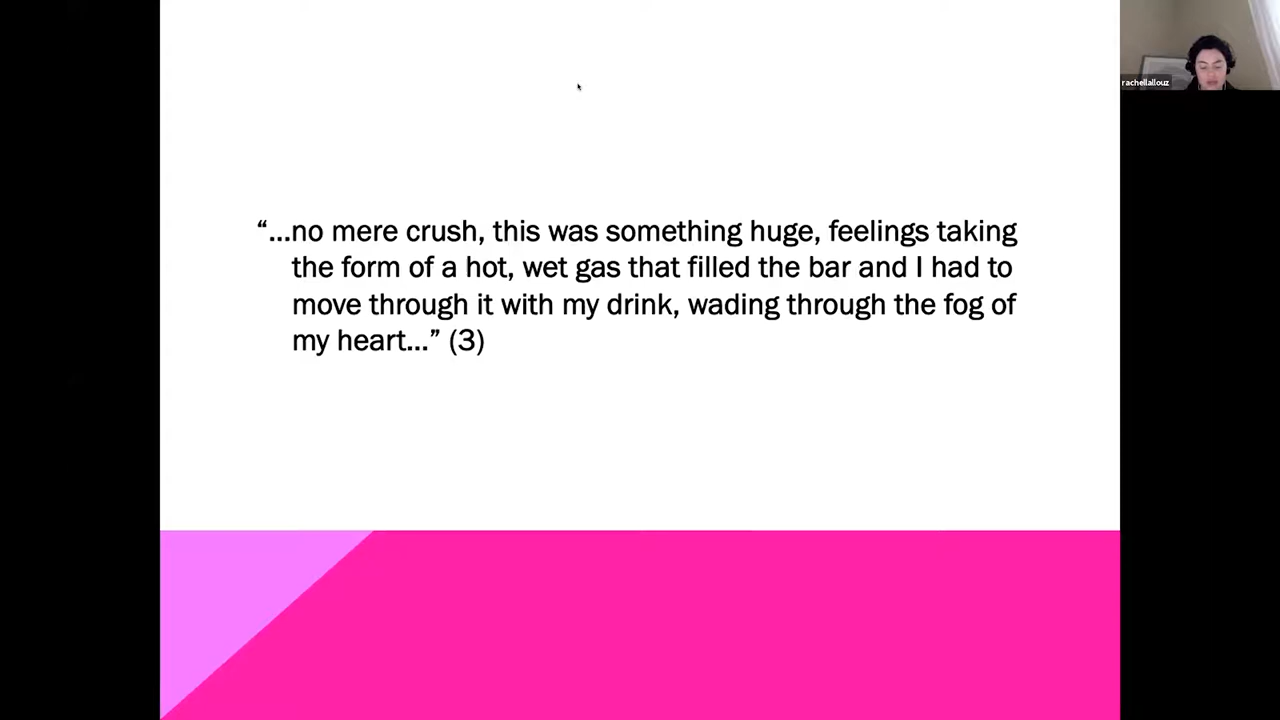 rachellallouz
“...no mere crush, this was something huge, feelings taking
the form of a hot, wet gas that filled the bar and I had to
move through it with my drink, wading through the fog of
my heart...” (3)